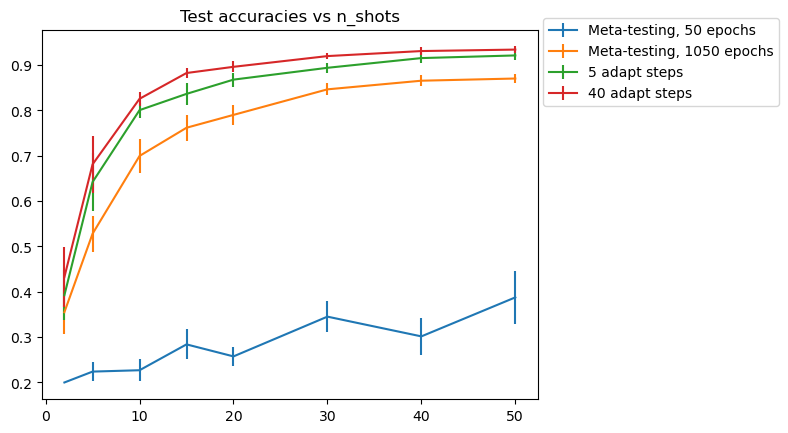 Test accuracies vs n_shots
Meta-testing, 50 epochs
Meta-testing, 1050 epochs
5 adapt steps
40 adapt steps
0.9
0.8
0.7
0.6
0.5
0.4
0.3
0.2
0 10 20 30 40 50